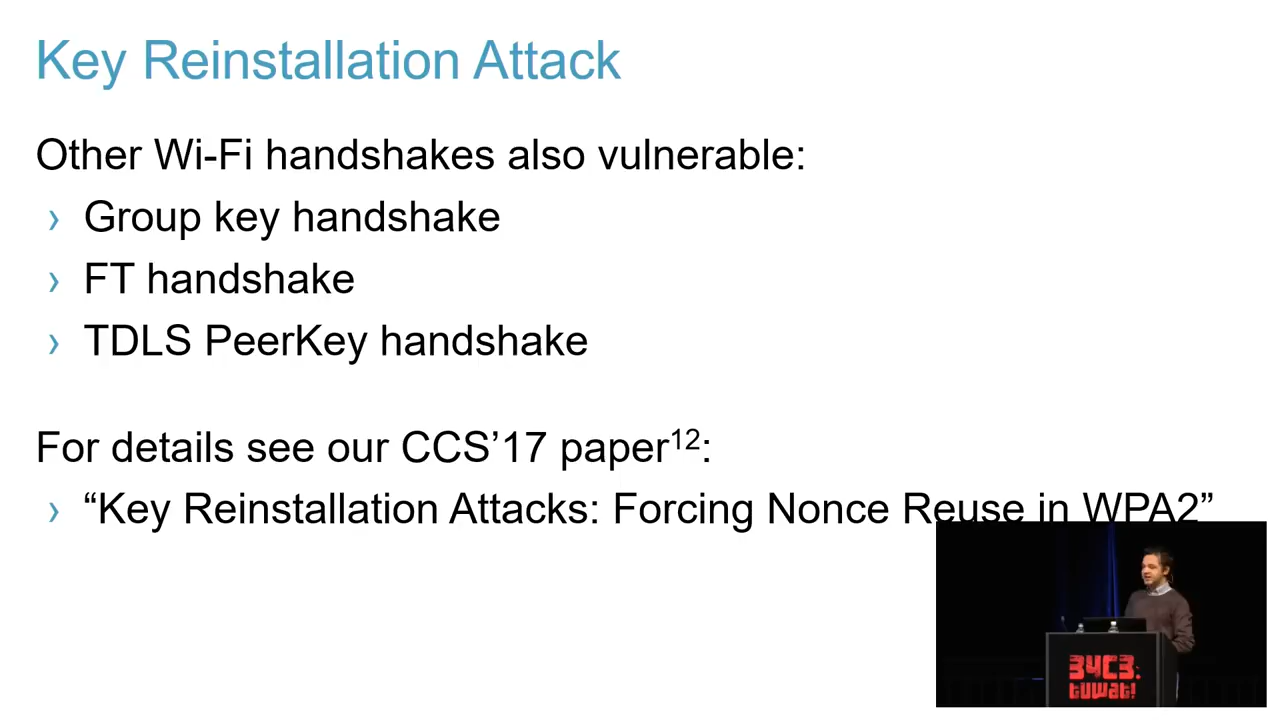 Key Reinstallation Attack
Other Wi-Fi handshakes also vulnerable:
› Group key handshake
› FT handshake
› TDLS PeerKey handshake
For details see our CCS’17 paper¹²:
› “Key Reinstallation Attacks: Forcing Nonce Reuse in WPA2”
34C3:
tuwat!